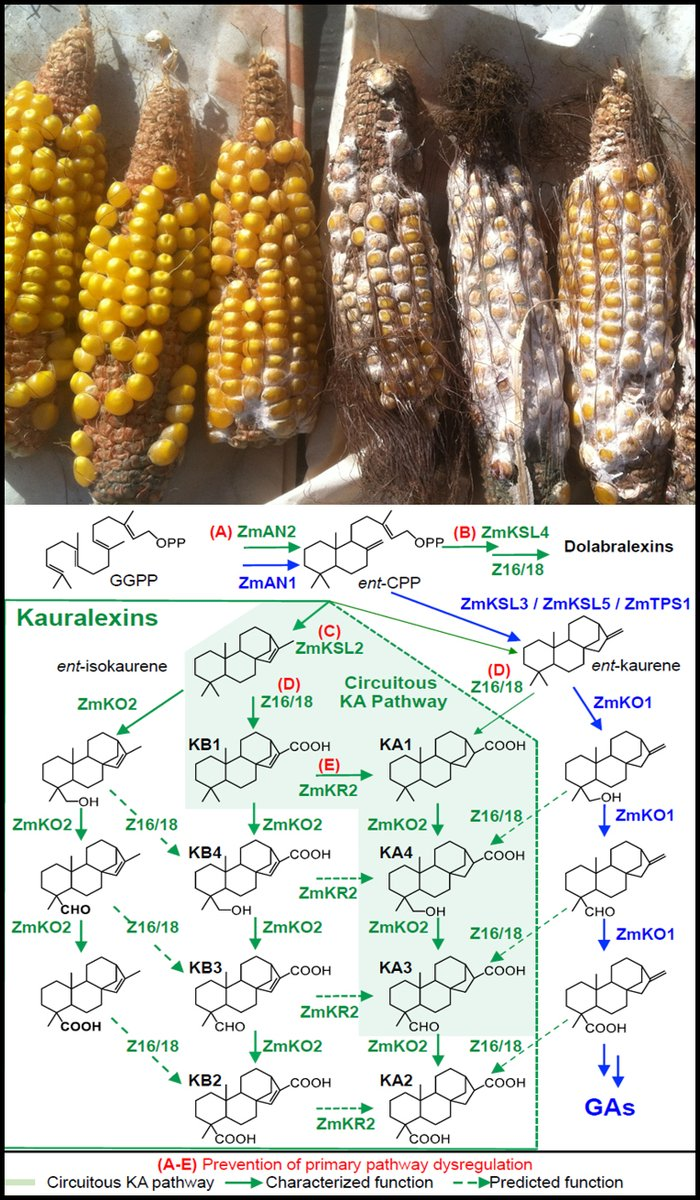 (A) ZmAN2
(B) ZmKSL4
OPP
OPP
Dolabralexins
GGPP
ZmAN1
ent-CPP
Z16/18
ZmKSL3 / ZmKSL5 / ZmTPS1
Kauralexins
(C)
ZmKSL2
ent-isokaurene
(D)
Z16/18
Circuitous
KA Pathway
(D)
Z16/18
ent-kaurene
ZmKO2
ZmKO1
KB1
COOH
(E)
ZmKR2
KA1
COOH
OH
OH
ZmKO2
Z16/18
ZmKO2
ZmKO2
Z16/18
ZmKO1
KB4
COOH
ZmKR2
KA4
COOH
CHO
OH
OH
CHO
ZmKO2
Z16/18
ZmKO2
ZmKO2
Z16/18
ZmKO1
KB3
COOH
ZmKR2
KA3
COOH
COOH
CHO
CHO
COOH
Z16/18
ZmKO2
ZmKO2
Z16/18
KB2
COOH
ZmKR2
KA2
COOH
COOH
COOH
GAs
(A-E) Prevention of primary pathway dysregulation
Circuitous KA pathway
Characterized function
Predicted function